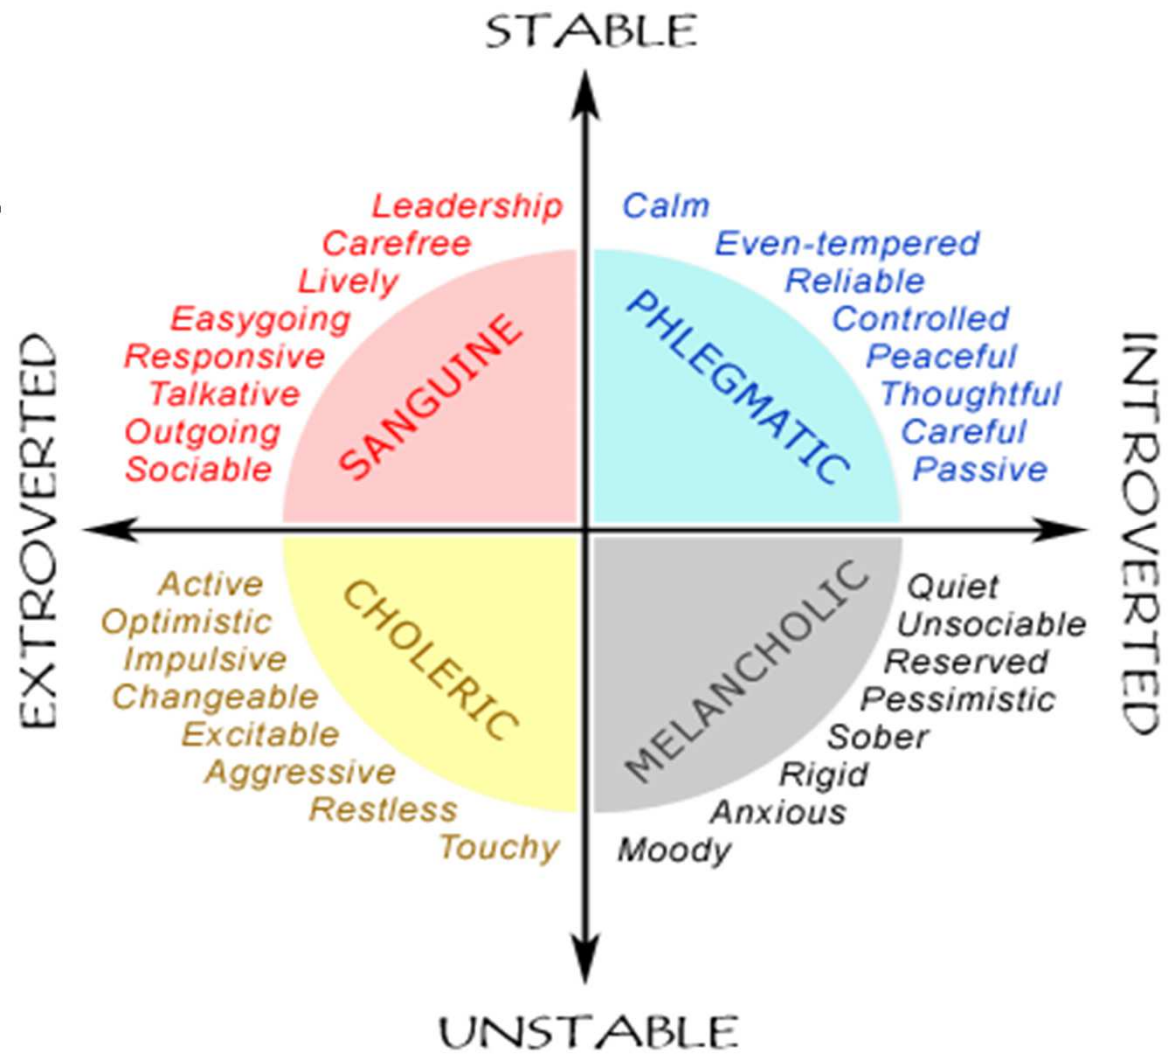 STABLE
Leadership
Carefree
Lively
Easygoing
Responsive
Talkative
Outgoing
Sociable
SANGUINE
Calm
Even-tempered
Reliable
Controlled
Peaceful
Thoughtful
Careful
Passive
PHLEGMATIC
EXTROVERTED
INTROVERTED
Active
Optimistic
Impulsive
Changeable
Excitable
Aggressive
Restless
Touchy
CHOLERIC
Quiet
Unsociable
Reserved
Pessimistic
Sober
Rigid
Anxious
Moody
MELANCHOLIC
UNSTABLE